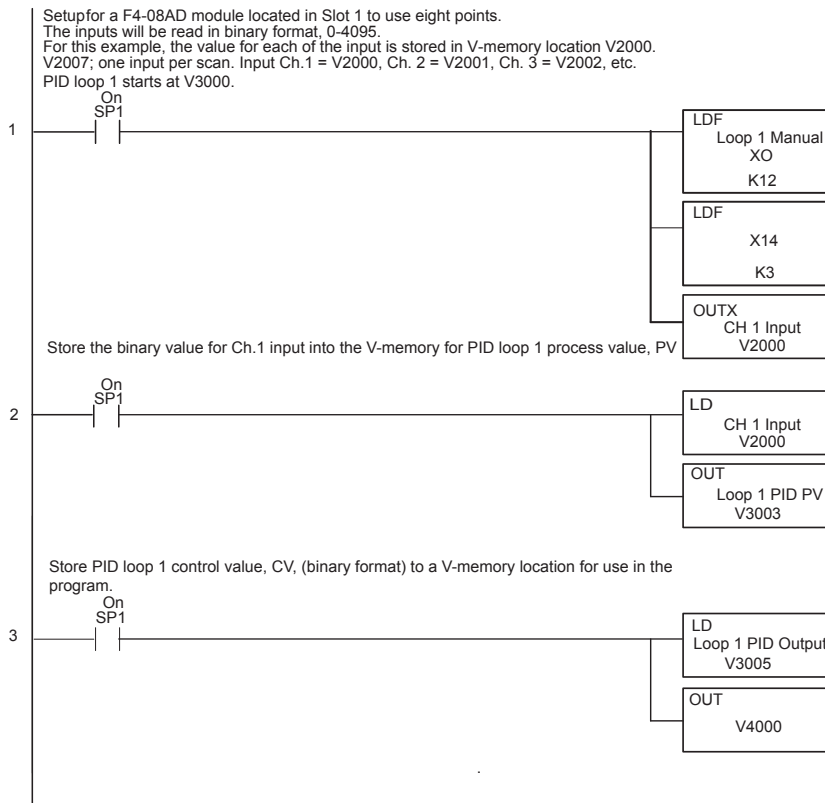 Setupfor a F4-08AD module located in Slot 1 to use eight points.
The inputs will be read in binary format, 0-4095.
For this example, the value for each of the input is stored in V-memory location V2000.
V2007; one input per scan. Input Ch.1 = V2000, Ch. 2 = V2001, Ch. 3 = V2002, etc.
PID loop 1 starts at V3000.
On
SP1
1
LDF
Loop 1 Manual
XO
K12
LDF
X14
K3
OUTX
CH 1 Input
V2000
Store the binary value for Ch.1 input into the V-memory for PID loop 1 process value, PV
On
SP1
2
LD
CH 1 Input
V2000
OUT
Loop 1 PID PV
V3003
Store PID loop 1 control value, CV, (binary format) to a V-memory location for use in the
program.
On
SP1
3
LD
Loop 1 PID Output
V3005
OUT
V4000